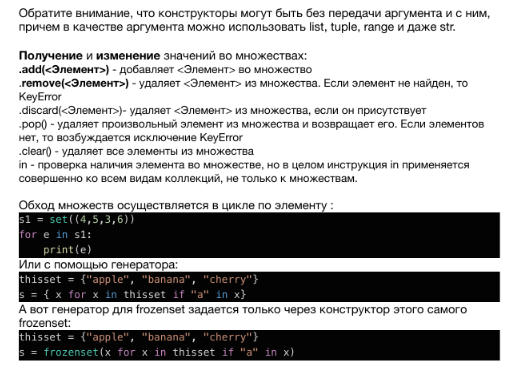 Обратите внимание, что конструкторы могут быть без передачи аргумента и с ним,
причем в качестве аргумента можно использовать list, tuple, range и даже str.
Получение и изменение значений во множествах:
.add(<Элемент>) - добавляет <Элемент> во множество
.remove(<Элемент>) - удаляет <Элемент> из множества. Если элемент не найден, то
KeyError
.discard(<Элемент>)- удаляет <Элемент> из множества, если он присутствует
.pop() - удаляет произвольный элемент из множества и возвращает его. Если элементов
нет, то возбуждается исключение KeyError
.clear() - удаляет все элементы из множества
in - проверка наличия элемента во множестве, но в целом инструкция in применяется
совершенно ко всем видам коллекций, не только к множествам.
Обход множеств осуществляется в цикле по элементу :
s1 = set((4,5,3,6))
for e in s1:
    print(e)
Или с помощью генератора:
thisset = {"apple", "banana", "cherry"}
s = { x for x in thisset if "a" in x}
А вот генератор для frozenset задается только через конструктор этого самого
frozenset:
thisset = {"apple", "banana", "cherry"}
s = frozenset(x for x in thisset if "a" in x)